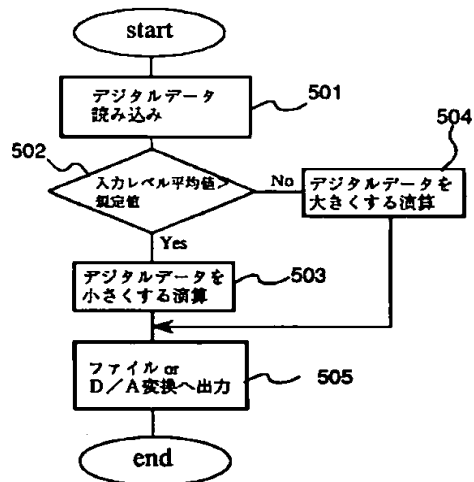 start
デジタルデータ
読み込み
501
502
入力レベル平均値>
規定値
No
504
デジタルデータを
大きくする演算
Yes
デジタルデータを
小さくする演算
503
ファイル or
D/A変換へ出力
505
end